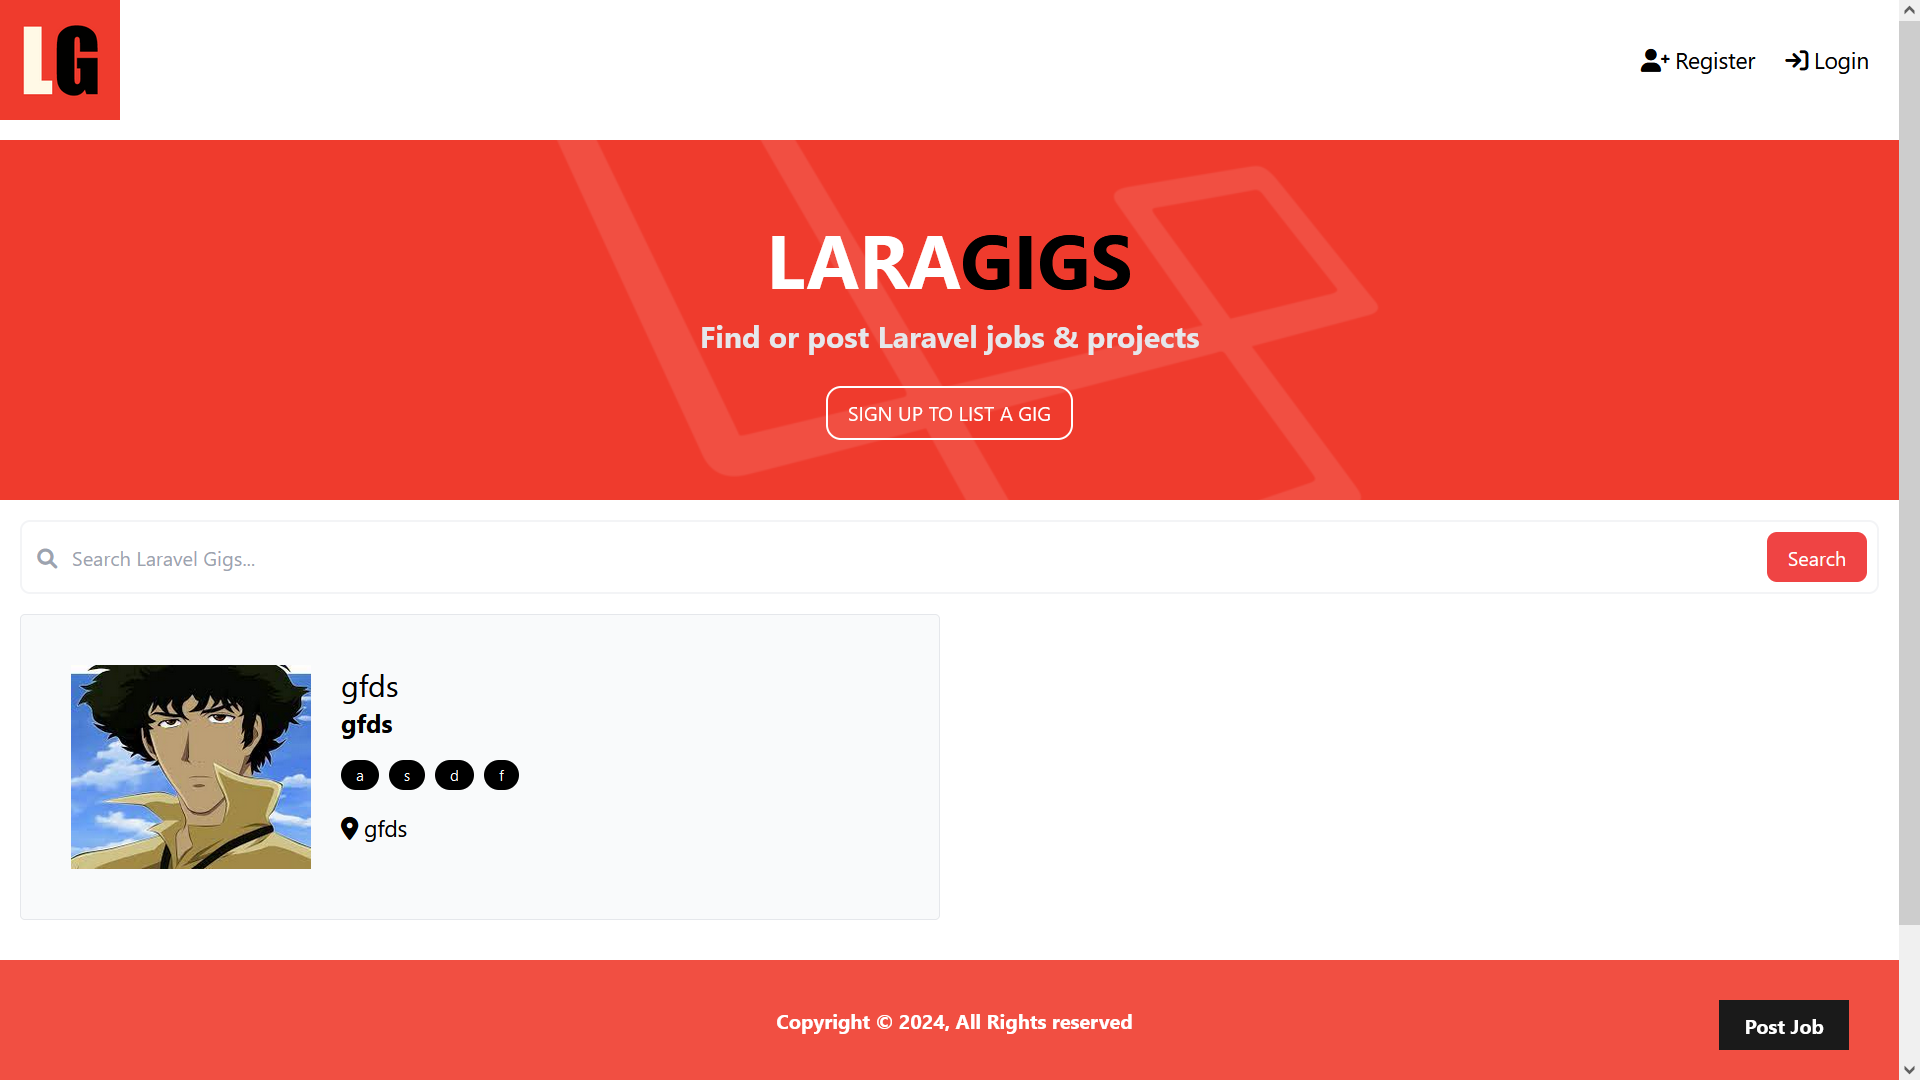 LG
Register
Login
LARAGIGS
Find or post Laravel jobs & projects
SIGN UP TO LIST A GIG
Search Laravel Gigs...
Search
gfds
gfds
a s d f
gfds
Copyright © 2024, All Rights reserved
Post Job